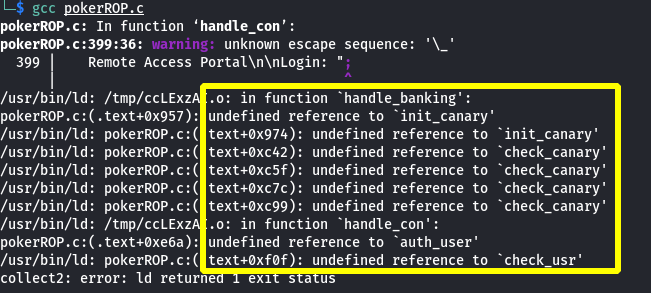 $ gcc pokerROP.c
pokerROP.c: In function ‘handle_con’:
pokerROP.c:399:36: warning: unknown escape sequence: '\_'
399 | Remote Access Portal\n\nLogin: ";
| ^
/usr/bin/ld: /tmp/ccLExzAI.o: in function `handle_banking':
pokerROP.c:(.text+0x957): undefined reference to `init_canary'
/usr/bin/ld: pokerROP.c:(.text+0x974): undefined reference to `init_canary'
/usr/bin/ld: pokerROP.c:(.text+0xc42): undefined reference to `check_canary'
/usr/bin/ld: pokerROP.c:(.text+0xc5f): undefined reference to `check_canary'
/usr/bin/ld: pokerROP.c:(.text+0xc7c): undefined reference to `check_canary'
/usr/bin/ld: pokerROP.c:(.text+0xc99): undefined reference to `check_canary'
/usr/bin/ld: /tmp/ccLExzAI.o: in function `handle_con':
pokerROP.c:(.text+0xe6a): undefined reference to `auth_user'
/usr/bin/ld: pokerROP.c:(.text+0xf0f): undefined reference to `check_usr'
collect2: error: ld returned 1 exit status